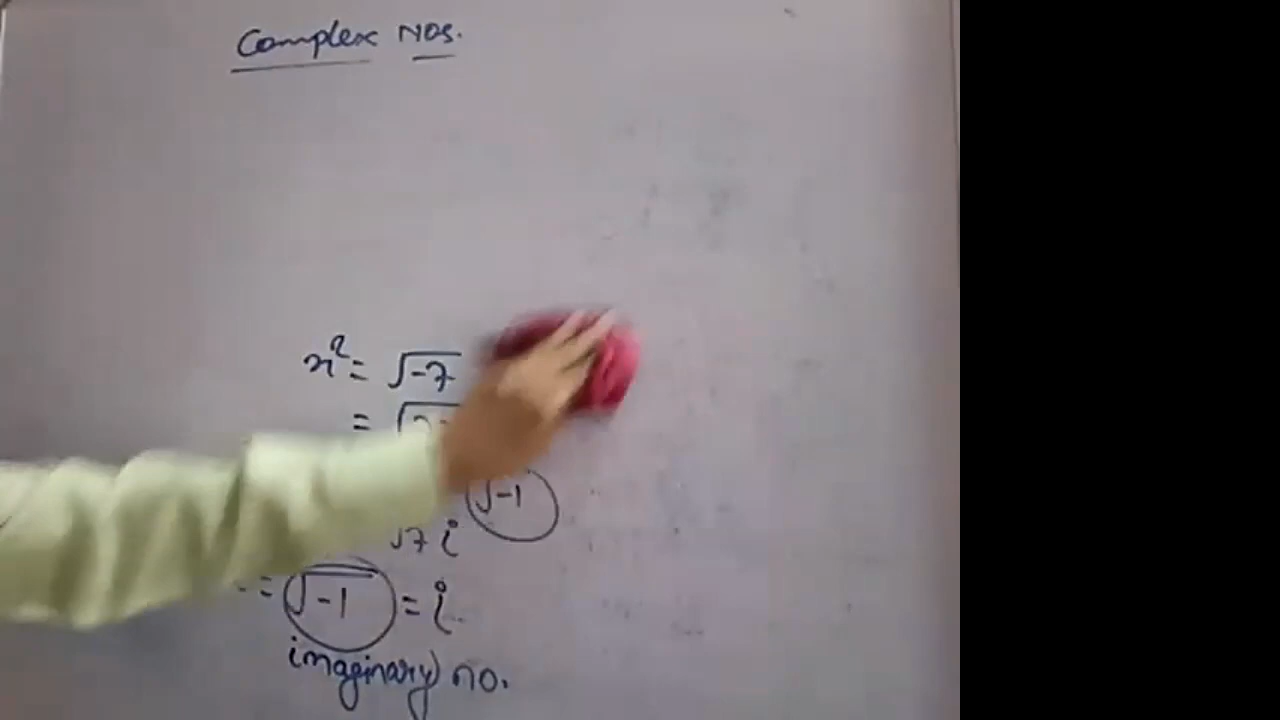 Complex Nos.
x² = √-7
= √
√-1
√7 i
= √-1 = i
imaginary no.